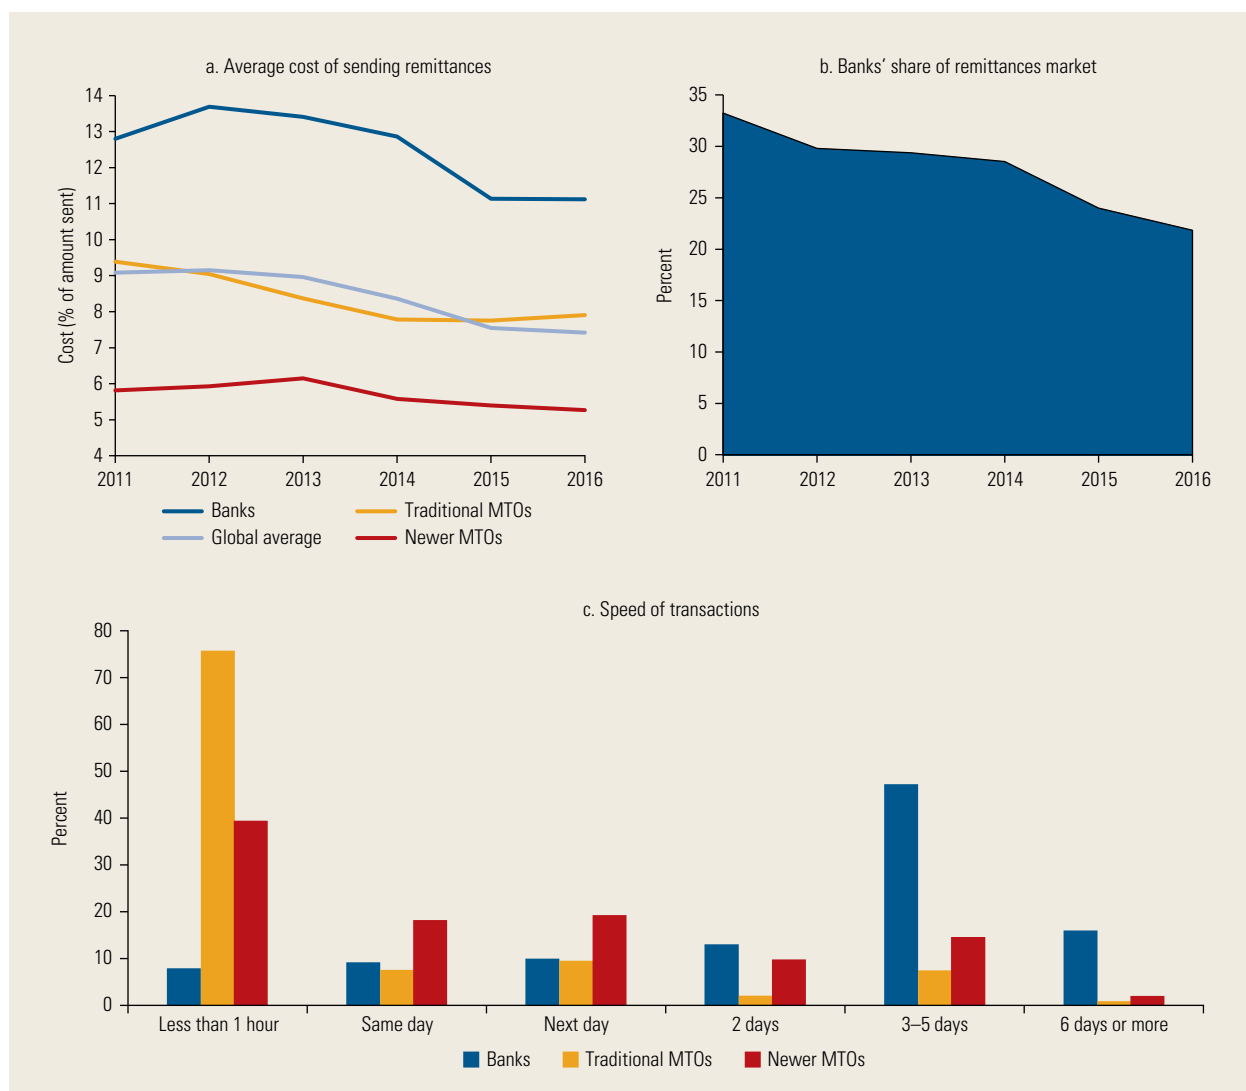 a. Average cost of sending remittances
14
13
12
11
10
9
8
7
6
5
4
Cost (% of amount sent)
2011 2012 2013 2014 2015 2016
Banks Traditional MTOs
Global average Newer MTOs
b. Banks’ share of remittances market
35
30
25
20
15
10
5
0
Percent
2011 2012 2013 2014 2015 2016
c. Speed of transactions
80
70
60
50
40
30
20
10
0
Percent
Less than 1 hour Same day Next day 2 days 3–5 days 6 days or more
Banks Traditional MTOs Newer MTOs